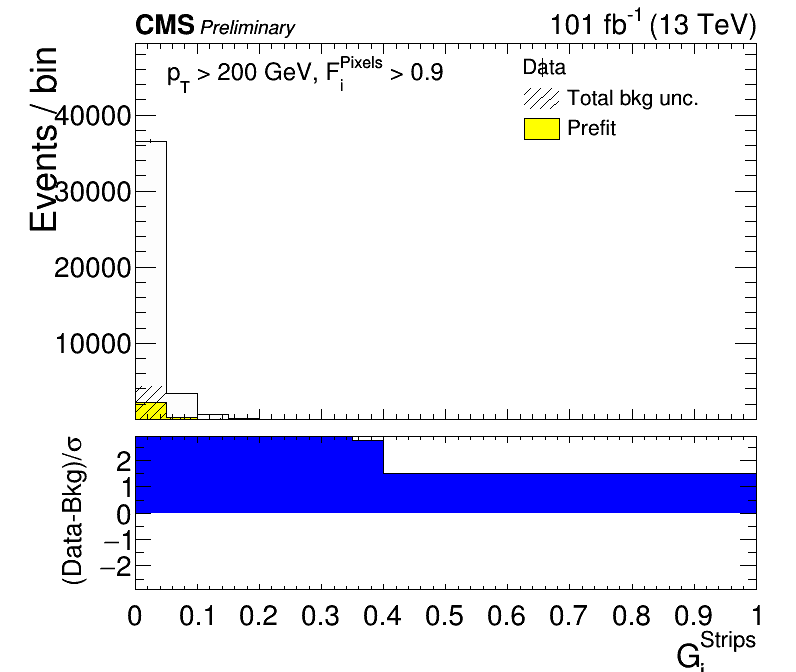 CMS Preliminary 101 fb-1 (13 TeV)
pT > 200 GeV, FiPixels > 0.9
Data
Total bkg unc.
Prefit
Events / bin
40000
30000
20000
10000
(Data-Bkg)/σ
2
1
0
−1
−2
0 0.1 0.2 0.3 0.4 0.5 0.6 0.7 0.8 0.9 1
GiStrips